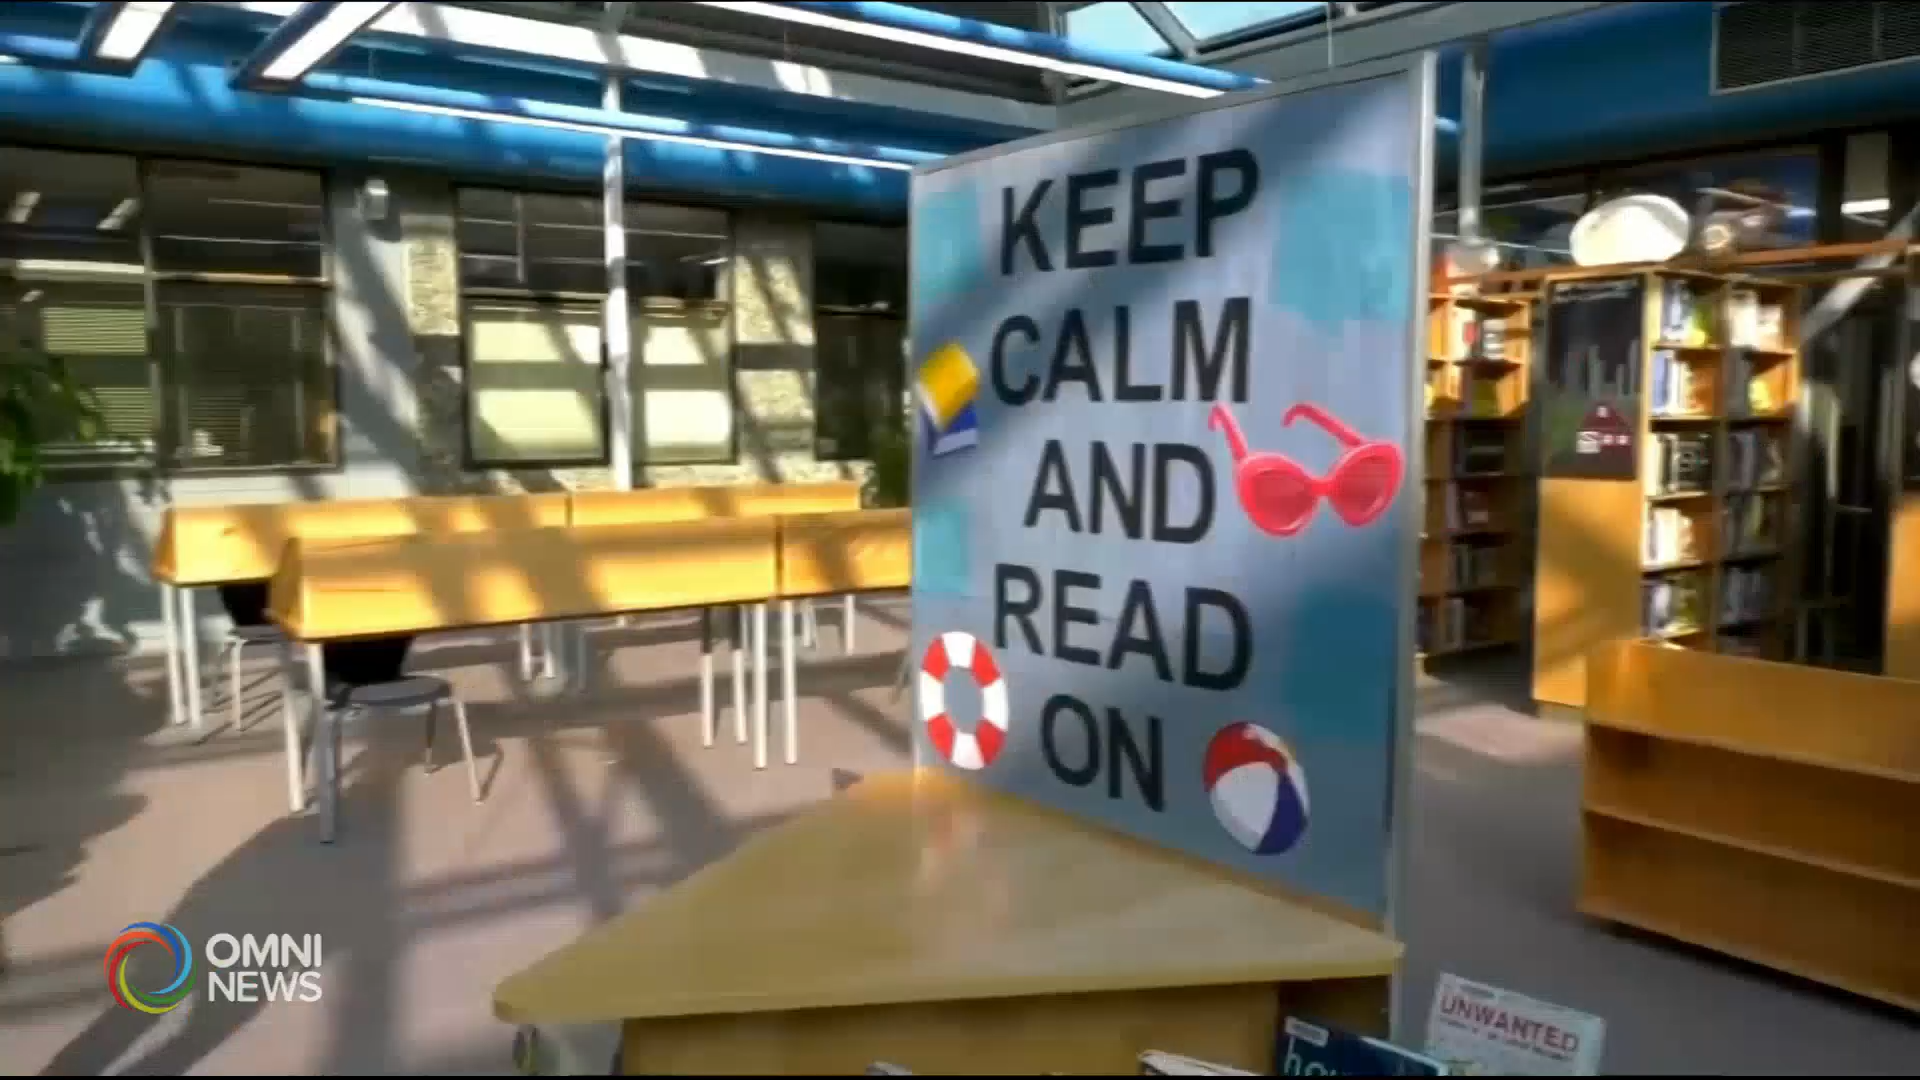 KEEP
CALM
AND
READ
ON
OMNI
NEWS
UNWANTED